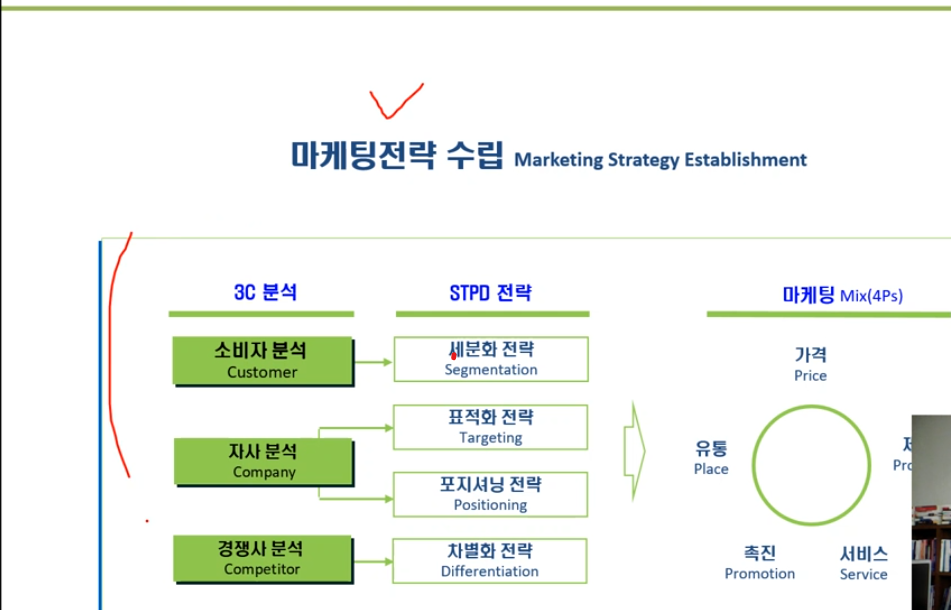 마케팅전략 수립 Marketing Strategy Establishment
3C 분석
STPD 전략
마케팅 Mix(4Ps)
소비자 분석
Customer
세분화 전략
Segmentation
자사 분석
Company
표적화 전략
Targeting
포지셔닝 전략
Positioning
경쟁사 분석
Competitor
차별화 전략
Differentiation
가격
Price
유통
Place
촉진
Promotion
서비스
Service